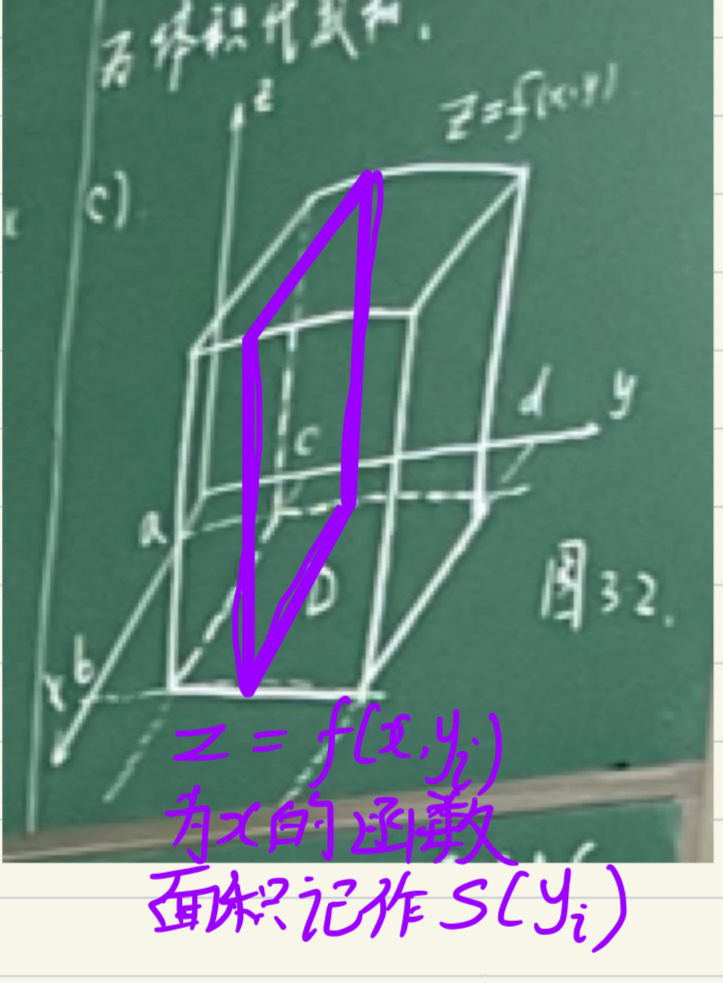 z
z=f(x·y)
c).
d
y
c
a
D
图3·2.
b
x
z = f(x,yᵢ)
为x的函数
面积记作 S(yᵢ)